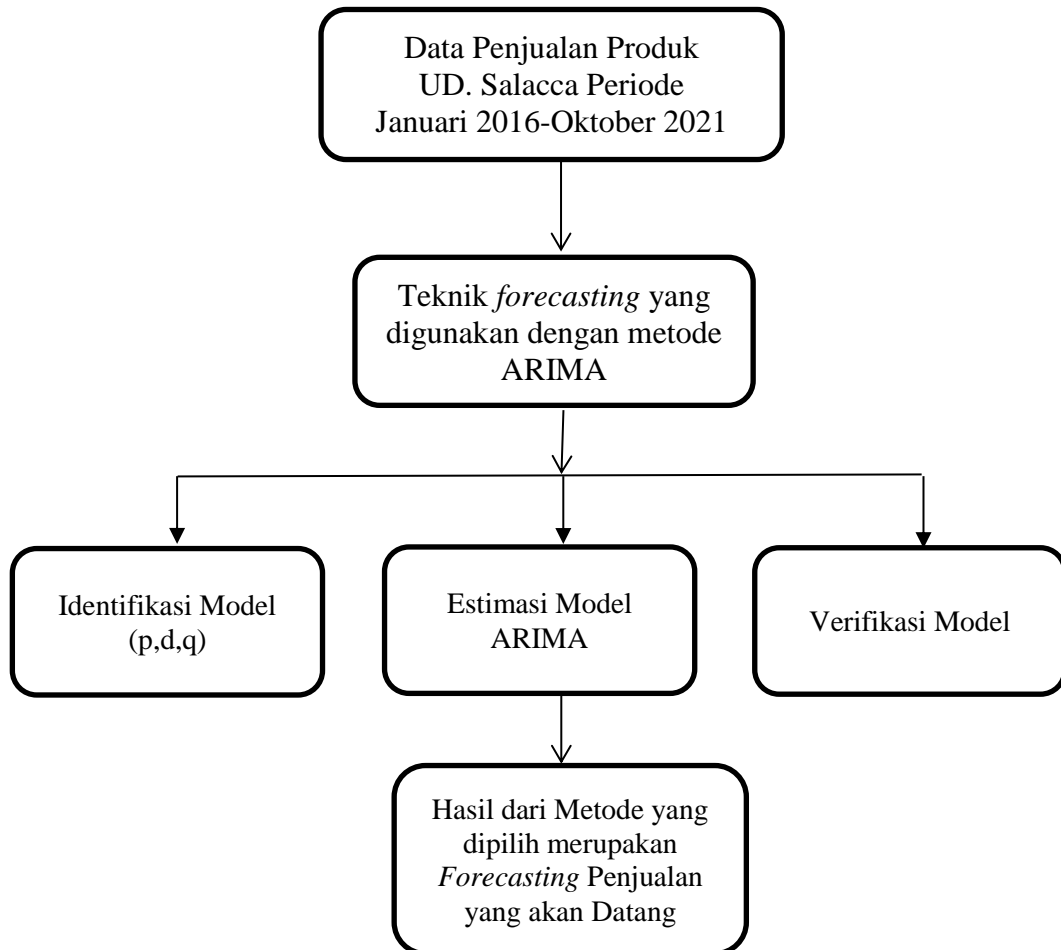 Data Penjualan Produk
UD. Salacca Periode
Januari 2016-Oktober 2021
Teknik forecasting yang
digunakan dengan metode
ARIMA
Identifikasi Model
(p,d,q)
Estimasi Model
ARIMA
Verifikasi Model
Hasil dari Metode yang
dipilih merupakan
Forecasting Penjualan
yang akan Datang